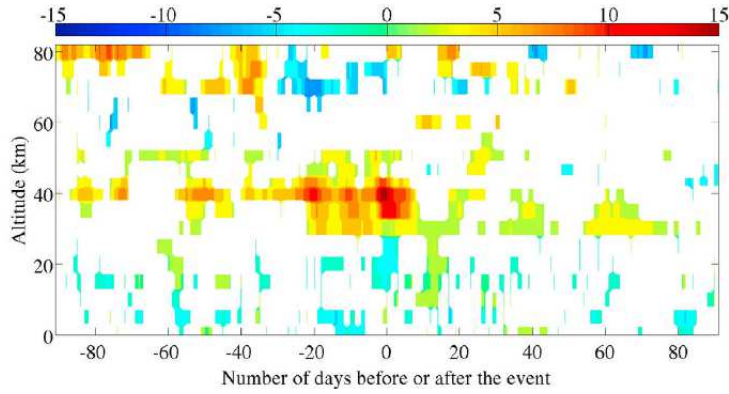 -15 -10 -5 0 5 10 15
80
60
40
20
0
Altitude (km)
-80 -60 -40 -20 0 20 40 60 80
Number of days before or after the event